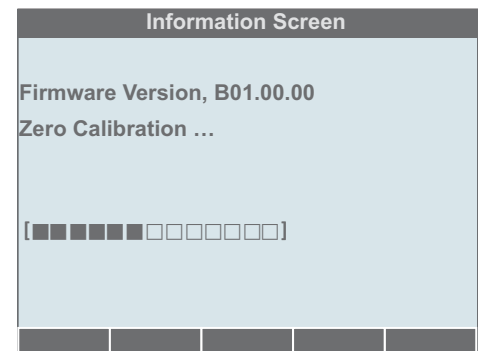 Information Screen
Firmware Version, B01.00.00
Zero Calibration …
[■■■■■■□□□□□□□]